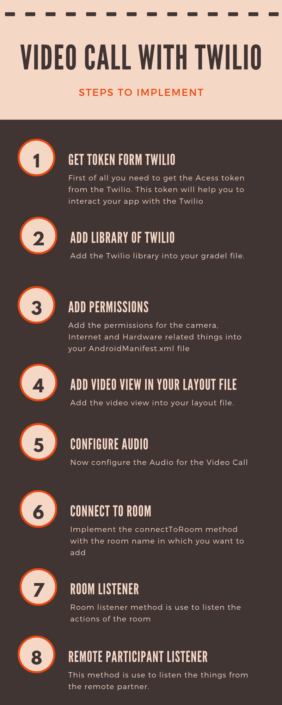 VIDEO CALL WITH TWILIO
STEPS TO IMPLEMENT
1
GET TOKEN FORM TWILIO
First of all you need to get the Acess token
from the Twilio. This token will help you to
interact your app with the Twilio
2
ADD LIBRARY OF TWILIO
Add the Twilio library into your gradel file.
3
ADD PERMISSIONS
Add the permissions for the camera,
Internet and Hardware related things into
your AndroidManifest.xml file
4
ADD VIDEO VIEW IN YOUR LAYOUT FILE
Add the video view into your layout file.
5
CONFIGURE AUDIO
Now configure the Audio for the Video Call
6
CONNECT TO ROOM
Implement the connectToRoom method
with the room name in which you want to
add
7
ROOM LISTENER
Room listener method is use to listen the
actions of the room
8
REMOTE PARTICIPANT LISTENER
This method is use to listen the things from
the remote partner.